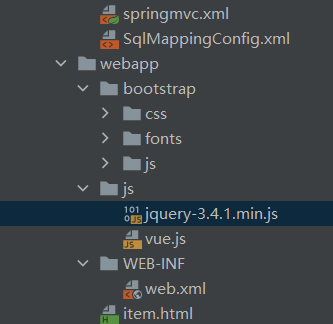 springmvc.xml
SqlMappingConfig.xml
webapp
bootstrap
css
fonts
js
js
jquery-3.4.1.min.js
vue.js
WEB-INF
web.xml
item.html